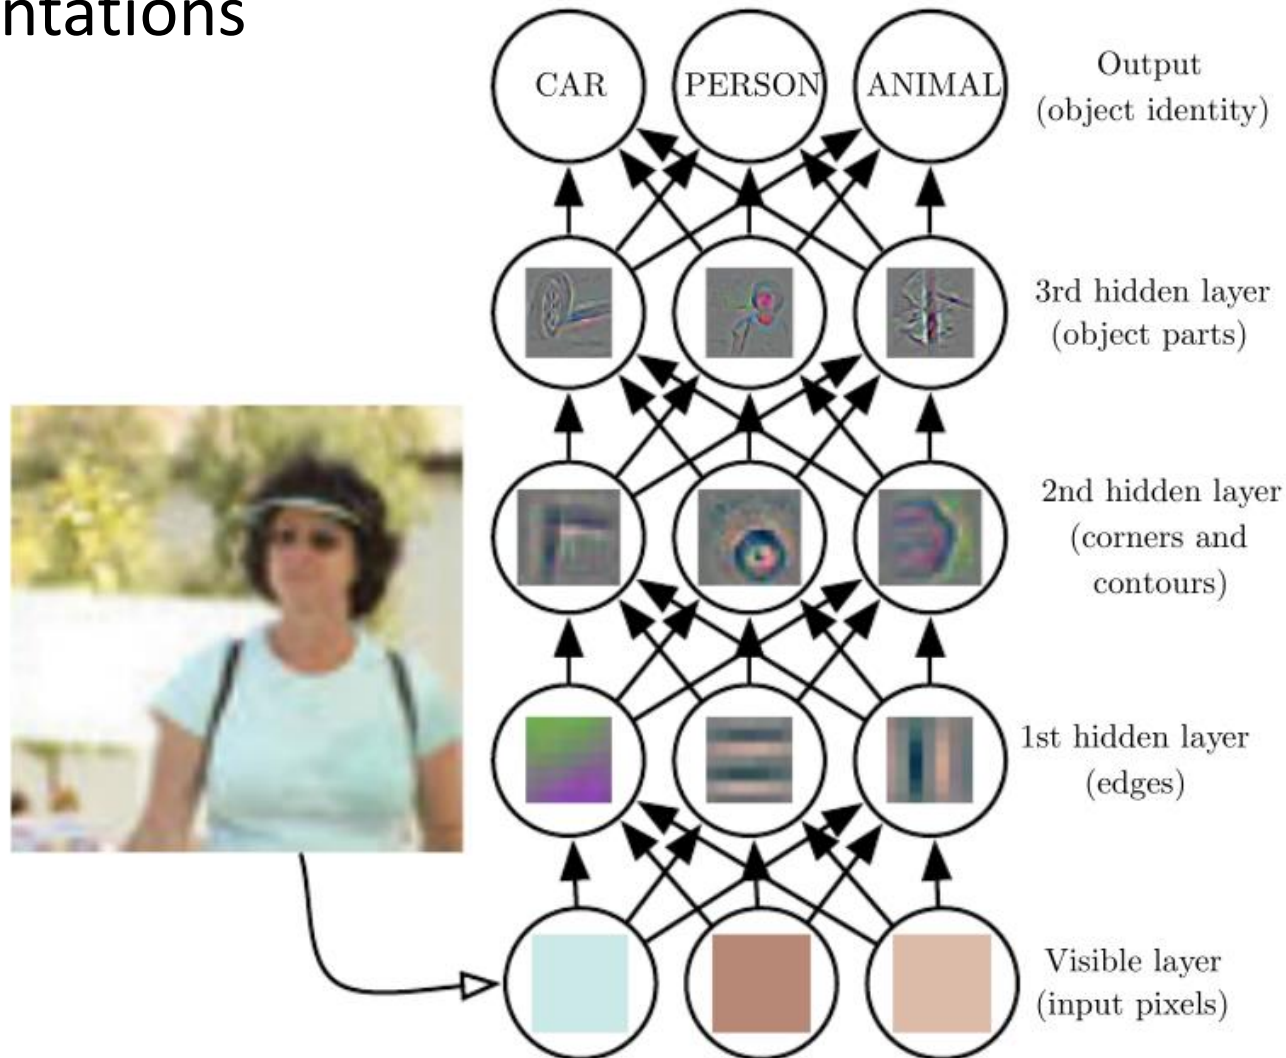 ntations
CAR PERSON ANIMAL
Output
(object identity)
3rd hidden layer
(object parts)
2nd hidden layer
(corners and
contours)
1st hidden layer
(edges)
Visible layer
(input pixels)